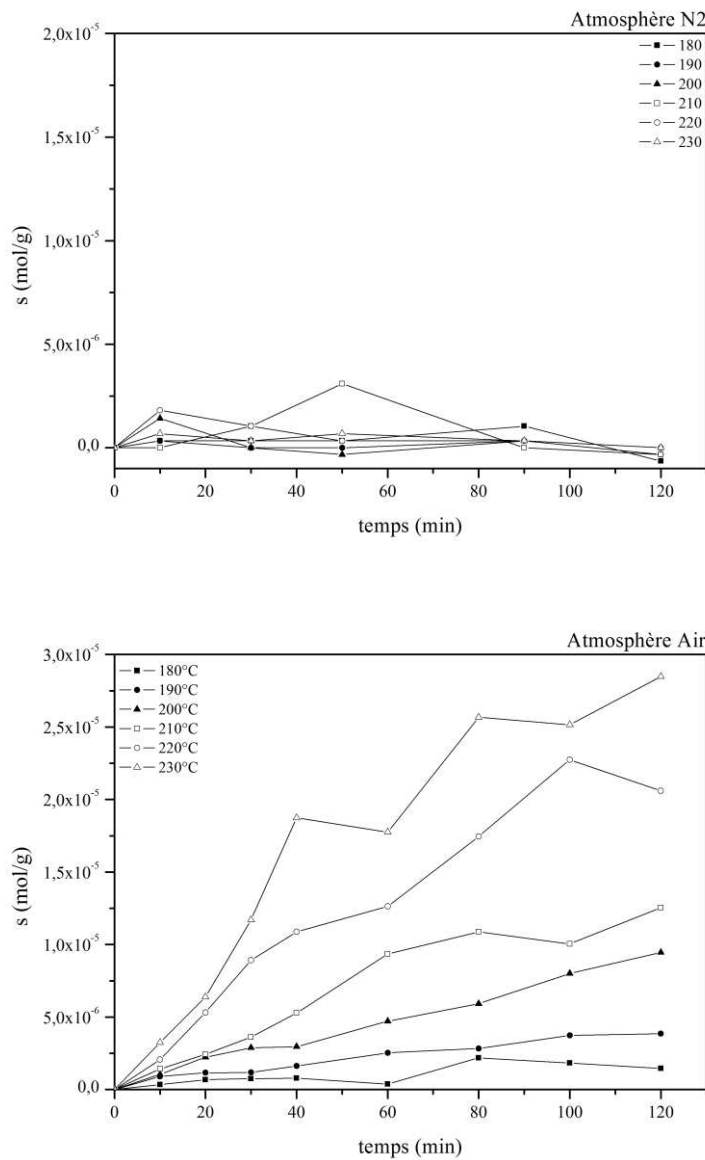 Atmosphère N2
2,0x10⁻⁵
1,5x10⁻⁵
1,0x10⁻⁵
5,0x10⁻⁶
0,0
s (mol/g)
180
190
200
210
220
230
0 20 40 60 80 100 120
temps (min)
Atmosphère Air
3,0x10⁻⁵
2,5x10⁻⁵
2,0x10⁻⁵
1,5x10⁻⁵
1,0x10⁻⁵
5,0x10⁻⁶
0,0
s (mol/g)
180°C
190°C
200°C
210°C
220°C
230°C
0 20 40 60 80 100 120
temps (min)